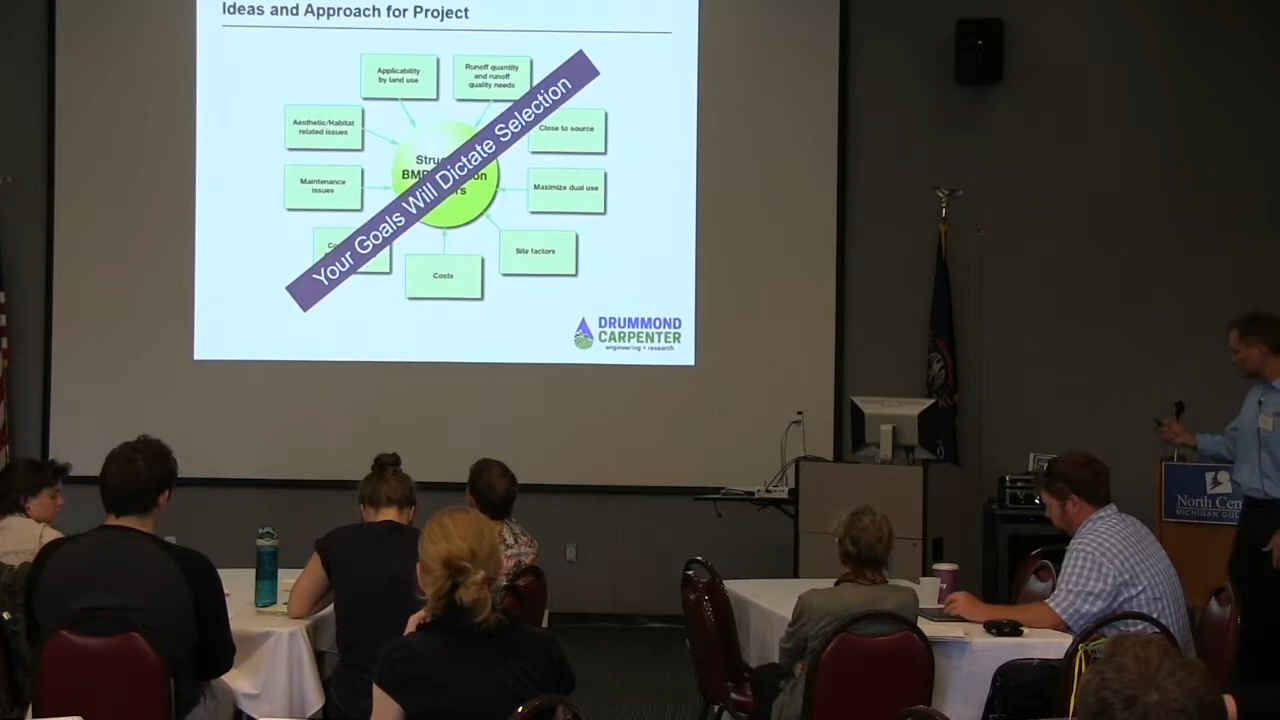 Ideas and Approach for Project
Applicability
by land use
Runoff quantity
and runoff
quality needs
Aesthetic/Habitat
related issues
Close to source
Maintenance
issues
Maximize dual use
Site factors
Costs
Your Goals Will Dictate Selection
DRUMMOND
CARPENTER
engineering + research
North